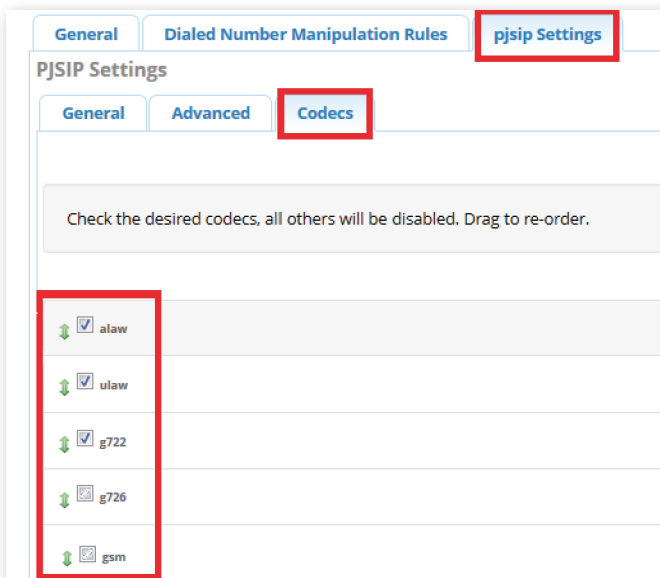 General Dialed Number Manipulation Rules pjsip Settings
PJSIP Settings
General Advanced Codecs
Check the desired codecs, all others will be disabled. Drag to re-order.
alaw
ulaw
g722
g726
gsm